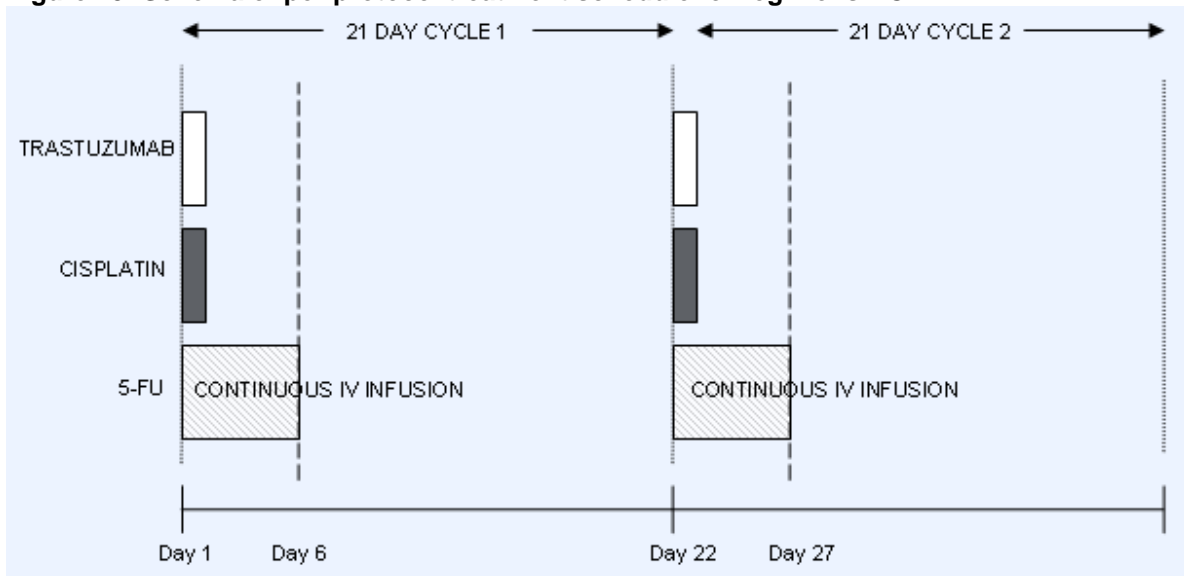 21 DAY CYCLE 1
21 DAY CYCLE 2
TRASTUZUMAB
CISPLATIN
5-FU
CONTINUOUS IV INFUSION
CONTINUOUS IV INFUSION
Day 1
Day 6
Day 22
Day 27